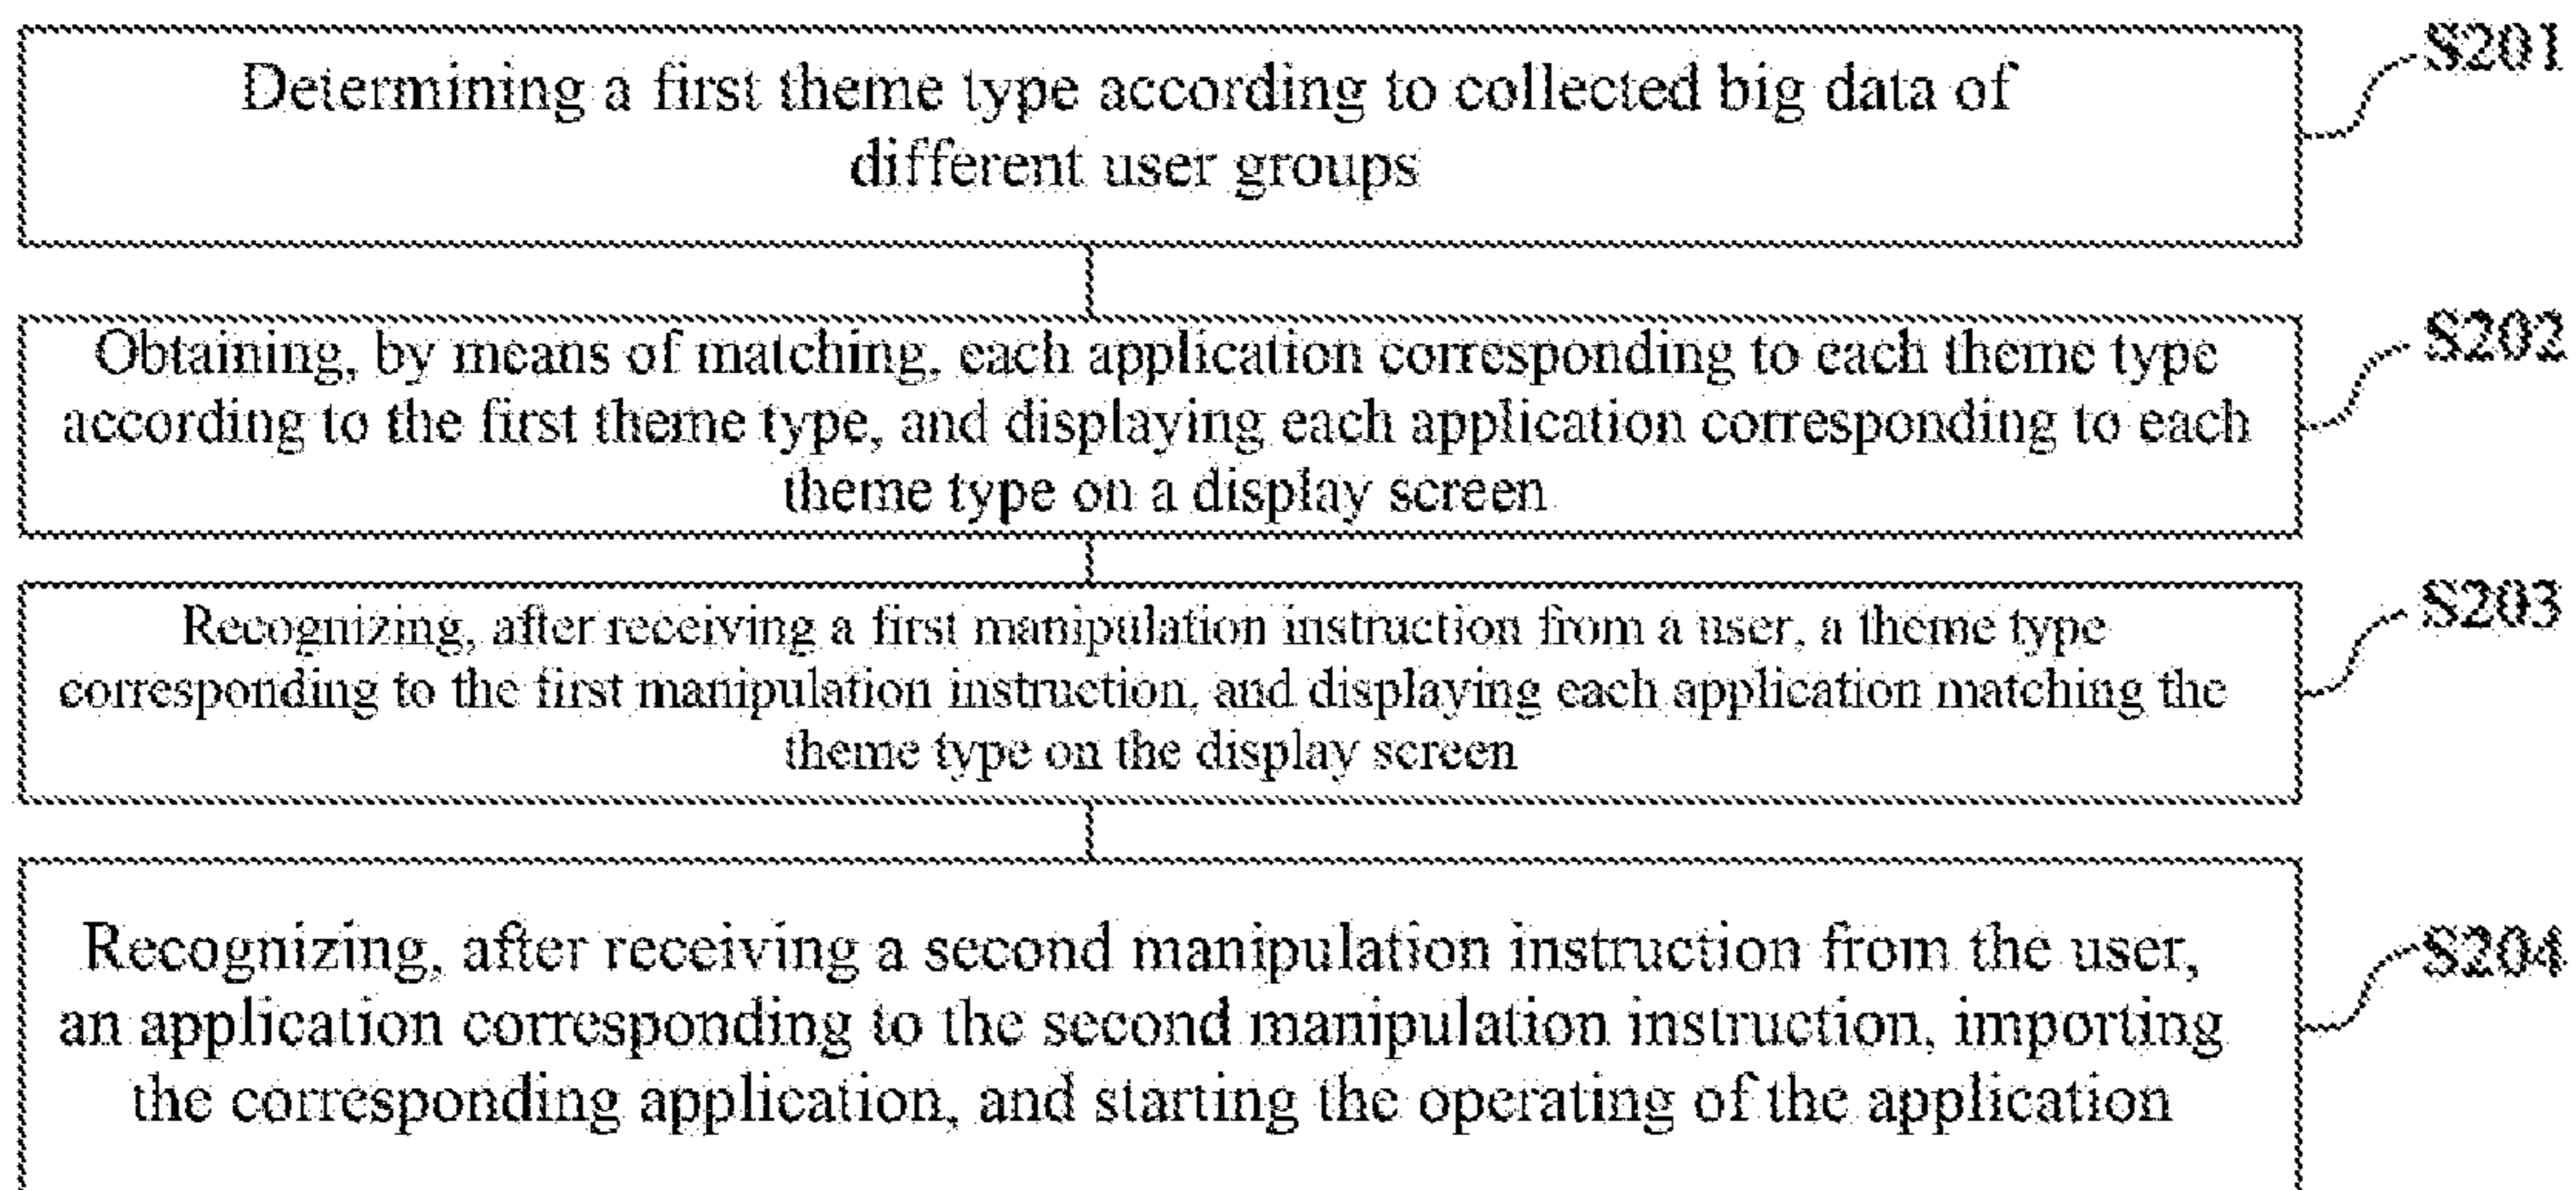 Determining a first theme type according to collected big data of
different user groups
S201
Obtaining, by means of matching, each application corresponding to each theme type
according to the first theme type, and displaying each application corresponding to each
theme type on a display screen
S202
Recognizing, after receiving a first manipulation instruction from a user, a theme type
corresponding to the first manipulation instruction, and displaying each application matching the
theme type on the display screen
S203
Recognizing, after receiving a second manipulation instruction from the user,
an application corresponding to the second manipulation instruction, importing
the corresponding application, and starting the operating of the application
S204